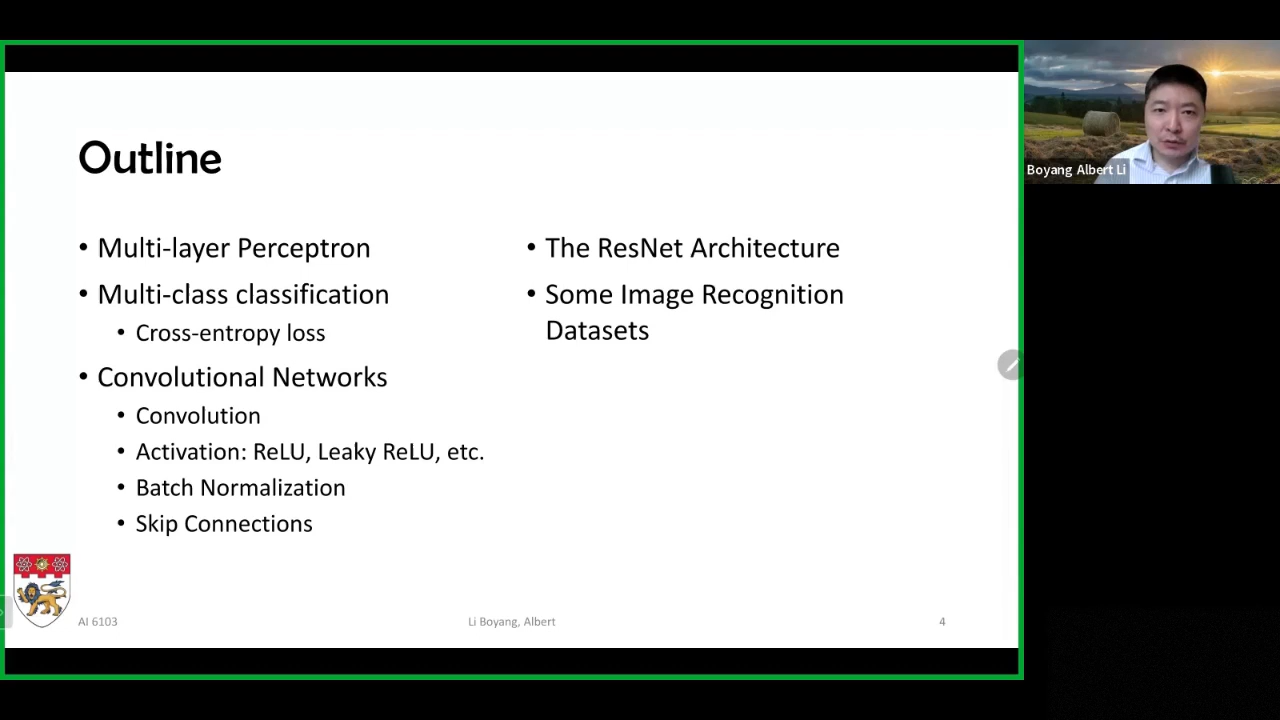 Outline
• Multi-layer Perceptron
• Multi-class classification
• Cross-entropy loss
• Convolutional Networks
• Convolution
• Activation: ReLU, Leaky ReLU, etc.
• Batch Normalization
• Skip Connections
• The ResNet Architecture
• Some Image Recognition
Datasets
AI 6103
Li Boyang, Albert
4
Boyang Albert Li